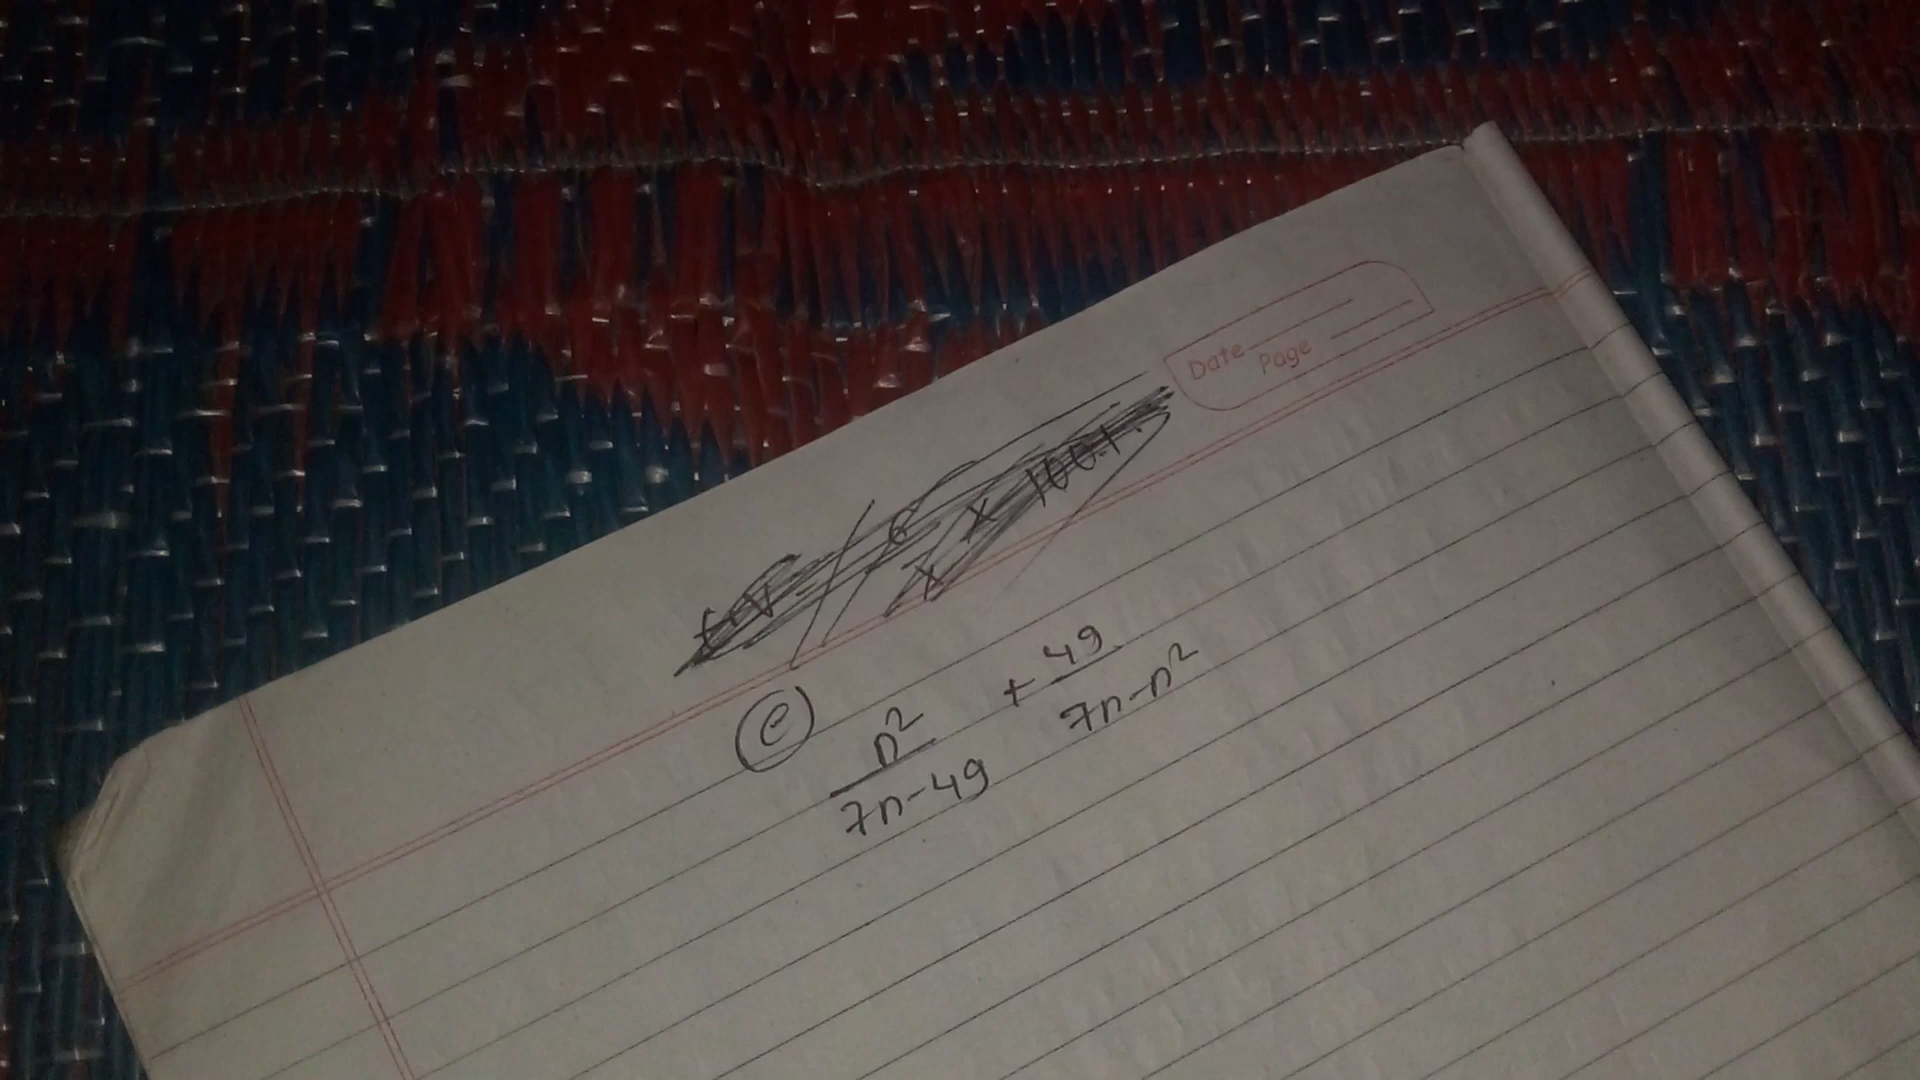 Date
Page
(e) n²/(7n-49) + 49/(7n-n²)